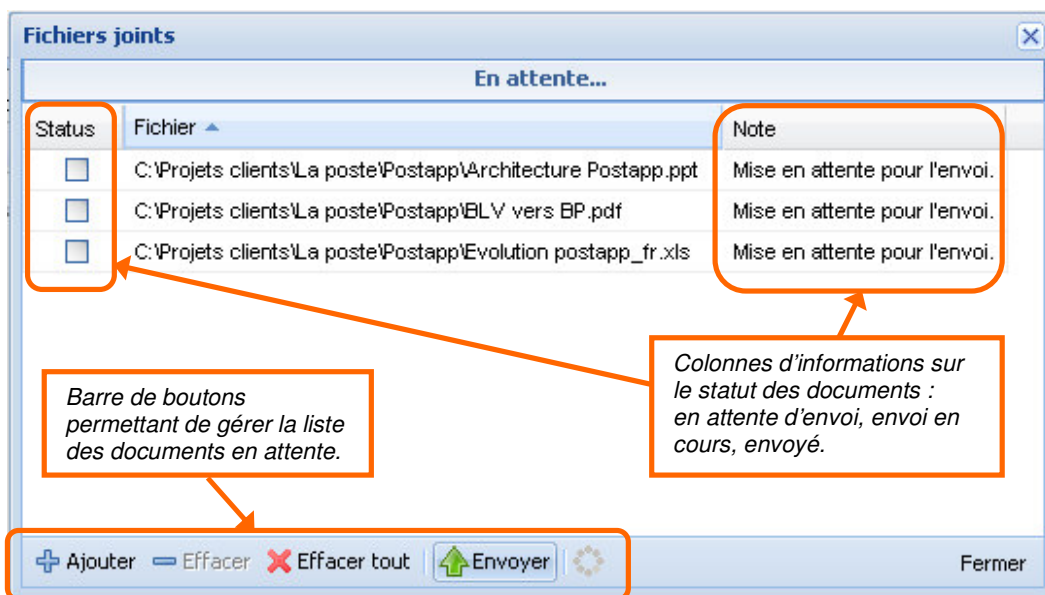 Fichiers joints
En attente...
Status Fichier Note
C:\Projets clients\La poste\Postapp\Architecture Postapp.ppt Mise en attente pour l'envoi.
C:\Projets clients\La poste\Postapp\BLV vers BP.pdf Mise en attente pour l'envoi.
C:\Projets clients\La poste\Postapp\Evolution postapp_fr.xls Mise en attente pour l'envoi.
Colonnes d'informations sur
le statut des documents :
en attente d'envoi, envoi en
cours, envoyé.
Barre de boutons
permettant de gérer la liste
des documents en attente.
Ajouter Effacer Effacer tout Envoyer Fermer